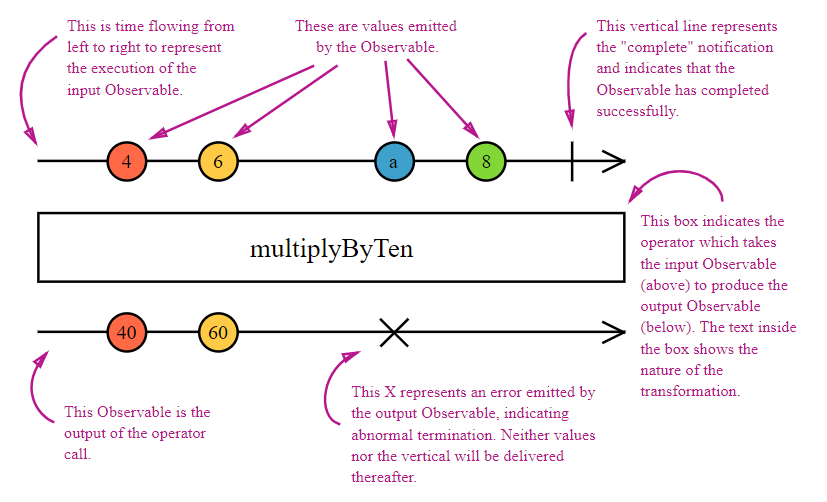 This is time flowing from
left to right to represent
the execution of the
input Observable.
These are values emitted
by the Observable.
This vertical line represents
the "complete" notification
and indicates that the
Observable has completed
successfully.
4
6
a
8
multiplyByTen
This box indicates the
operator which takes
the input Observable
(above) to produce the
output Observable
(below). The text inside
the box shows the
nature of the
transformation.
40
60
This Observable is the
output of the operator
call.
This X represents an error emitted by
the output Observable, indicating
abnormal termination. Neither values
nor the vertical will be delivered
thereafter.